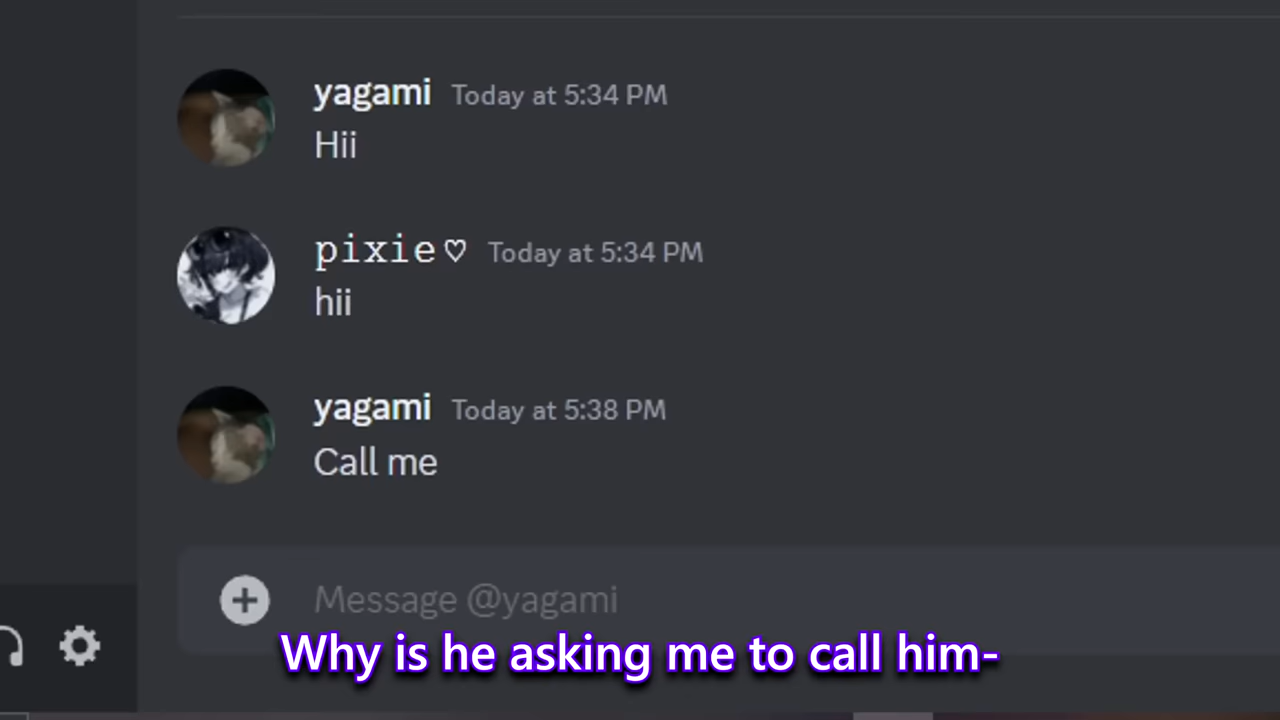 yagami Today at 5:34 PM
Hii
pixie♡ Today at 5:34 PM
hii
yagami Today at 5:38 PM
Call me
Message @yagami
Why is he asking me to call him-